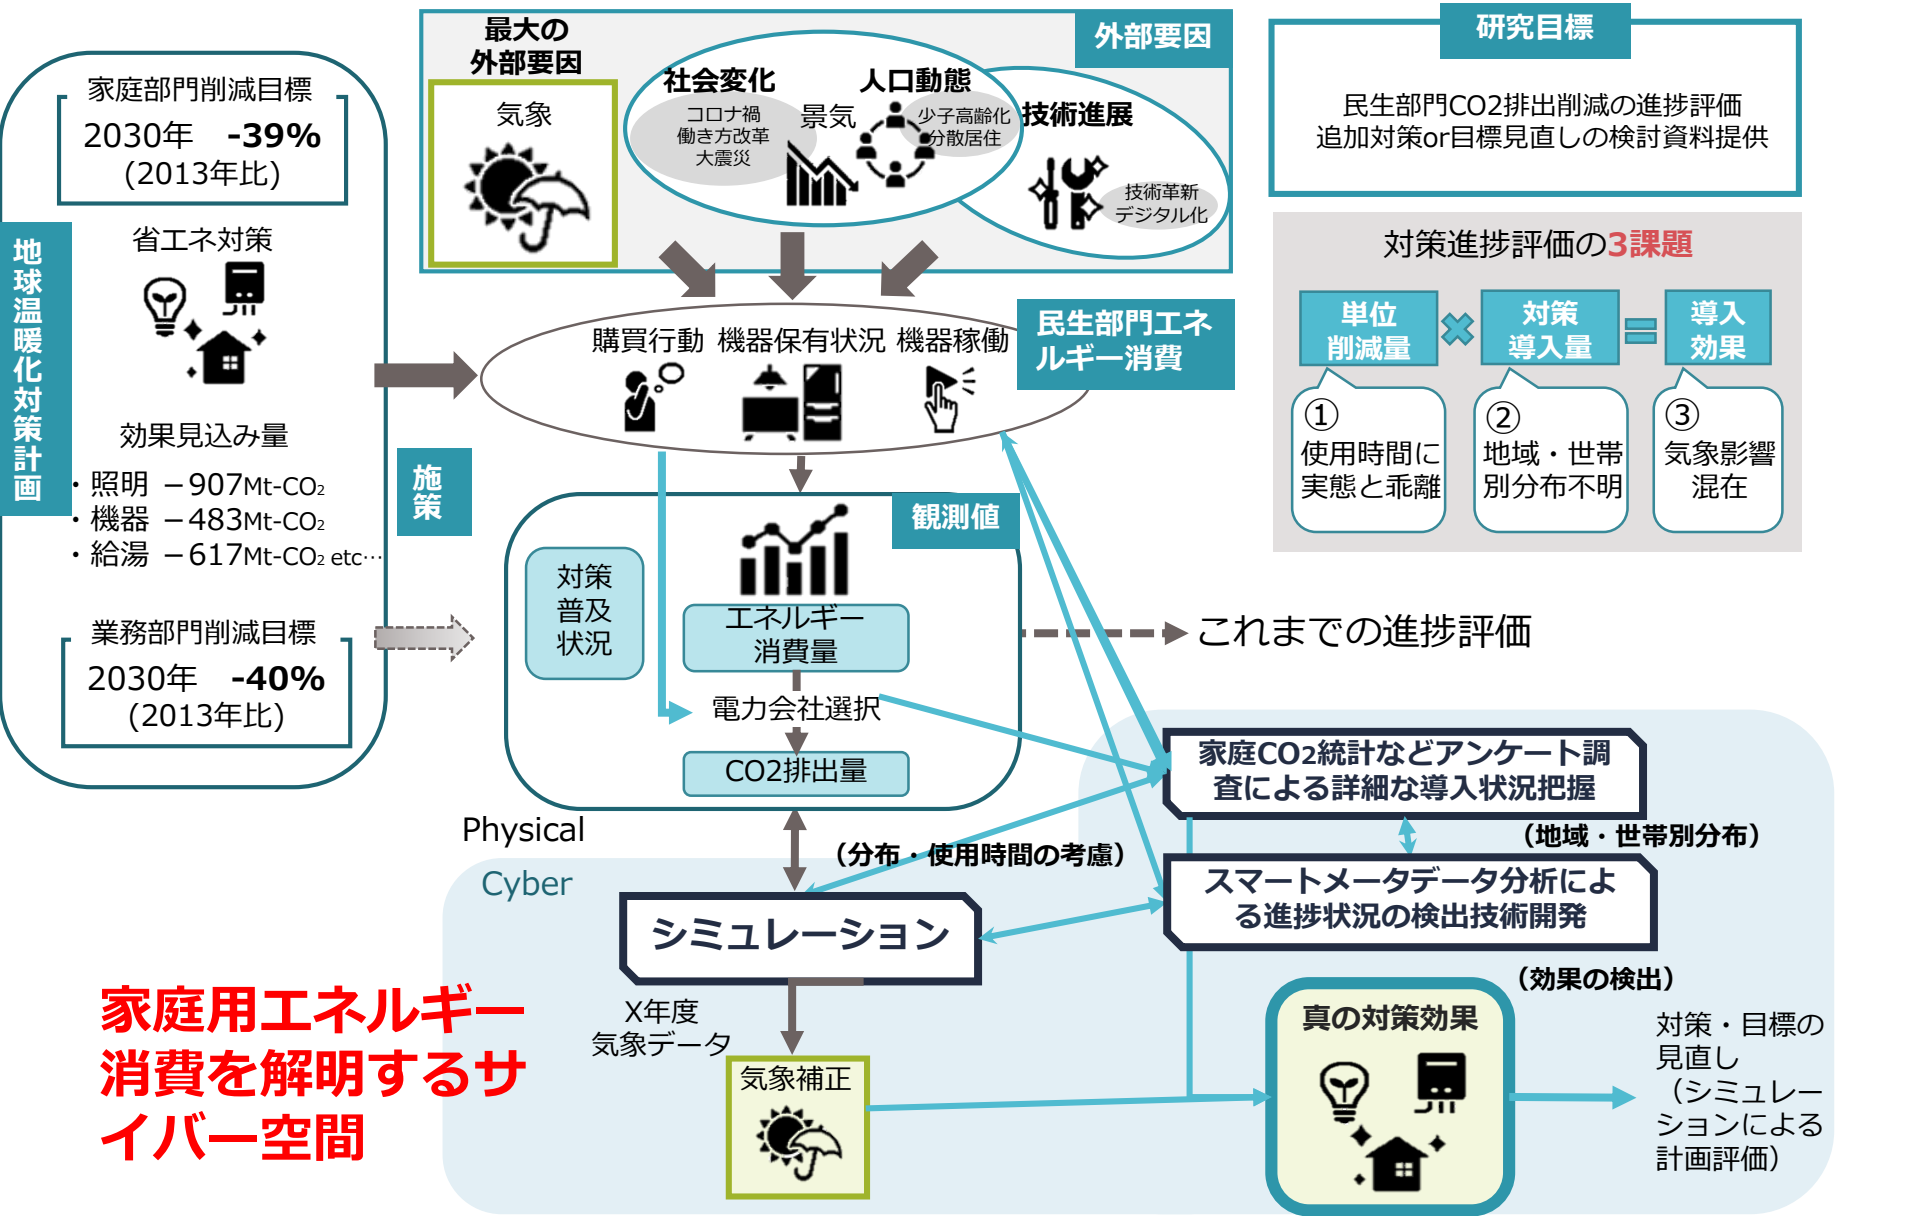 家庭部門削減目標
2030年 -39%
(2013年比)
地球温暖化対策計画
省エネ対策
効果見込み量
・照明 －907Mt-CO2
・機器 －483Mt-CO2
・給湯 －617Mt-CO2 etc…
業務部門削減目標
2030年 -40%
(2013年比)
施策
外部要因
最大の
外部要因
気象
社会変化
コロナ禍
働き方改革
大震災
景気
人口動態
少子高齢化
分散居住
技術進展
技術革新
デジタル化
購買行動
機器保有状況
機器稼働
民生部門エネ
ルギー消費
観測値
対策
普及
状況
エネルギー
消費量
電力会社選択
CO2排出量
これまでの進捗評価
研究目標
民生部門CO2排出削減の進捗評価
追加対策or目標見直しの検討資料提供
対策進捗評価の3課題
単位
削減量
対策
導入量
導入
効果
①
使用時間に
実態と乖離
②
地域・世帯
別分布不明
③
気象影響
混在
Physical
Cyber
（分布・使用時間の考慮）
シミュレーション
X年度
気象データ
気象補正
家庭CO2統計などアンケート調
査による詳細な導入状況把握
（地域・世帯別分布）
スマートメータデータ分析によ
る進捗状況の検出技術開発
（効果の検出）
真の対策効果
対策・目標の
見直し
（シミュレー
ションによる
計画評価）
家庭用エネルギー
消費を解明するサ
イバー空間